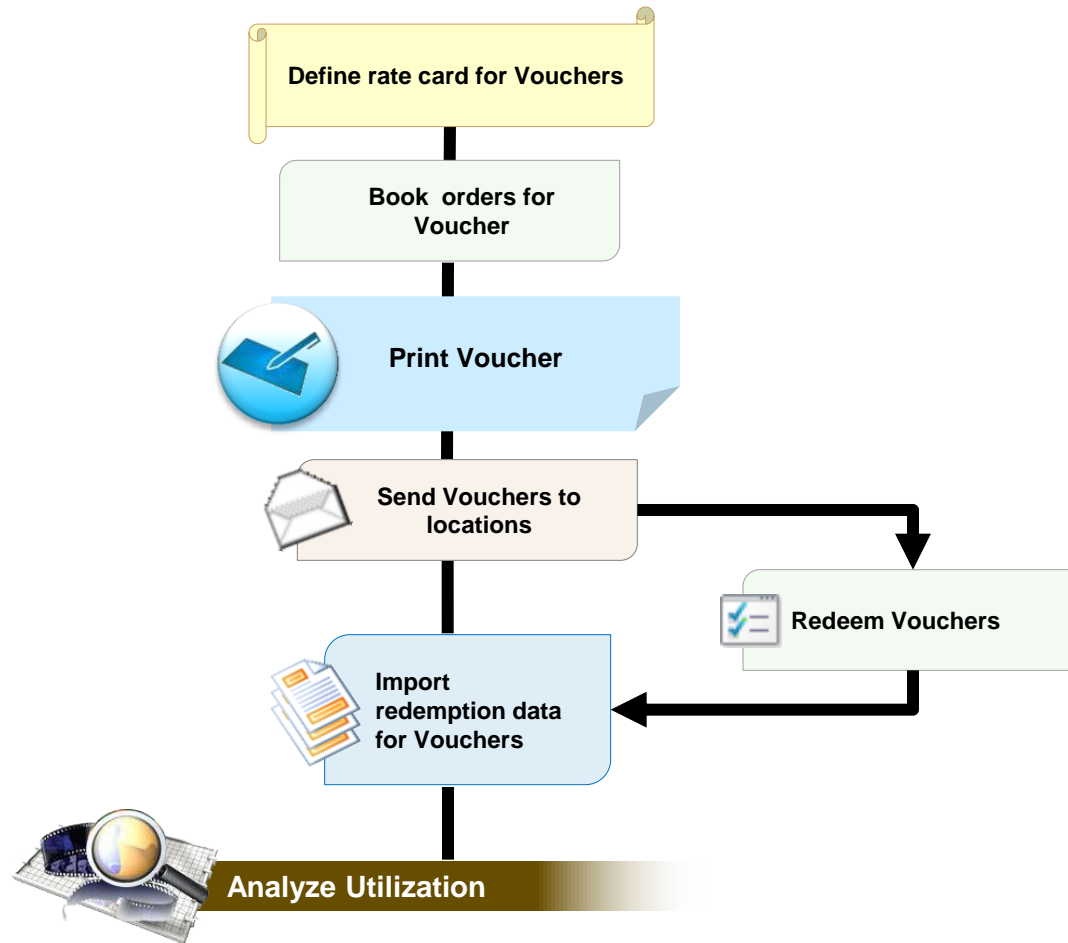 Define rate card for Vouchers
Book  orders for
Voucher
Print Voucher
Send Vouchers to
locations
Redeem Vouchers
Import
redemption data
for Vouchers
Analyze Utilization